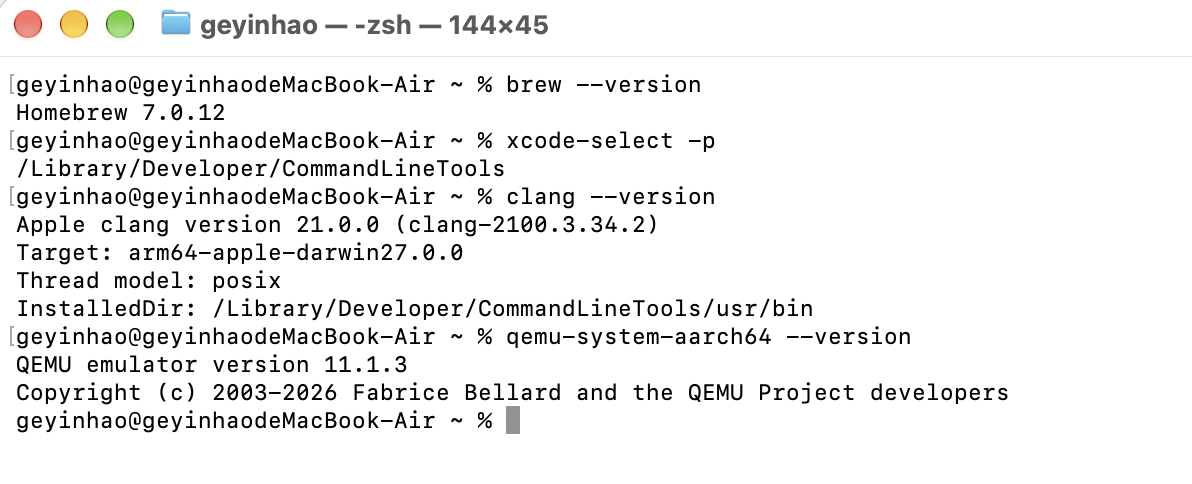 geyinhao — -zsh — 144×45
[geyinhao@geyinhaodeMacBook-Air ~ % brew --version
Homebrew 7.0.12
[geyinhao@geyinhaodeMacBook-Air ~ % xcode-select -p
/Library/Developer/CommandLineTools
[geyinhao@geyinhaodeMacBook-Air ~ % clang --version
Apple clang version 21.0.0 (clang-2100.3.34.2)
Target: arm64-apple-darwin27.0.0
Thread model: posix
InstalledDir: /Library/Developer/CommandLineTools/usr/bin
[geyinhao@geyinhaodeMacBook-Air ~ % qemu-system-aarch64 --version
QEMU emulator version 11.1.3
Copyright (c) 2003-2026 Fabrice Bellard and the QEMU Project developers
geyinhao@geyinhaodeMacBook-Air ~ %